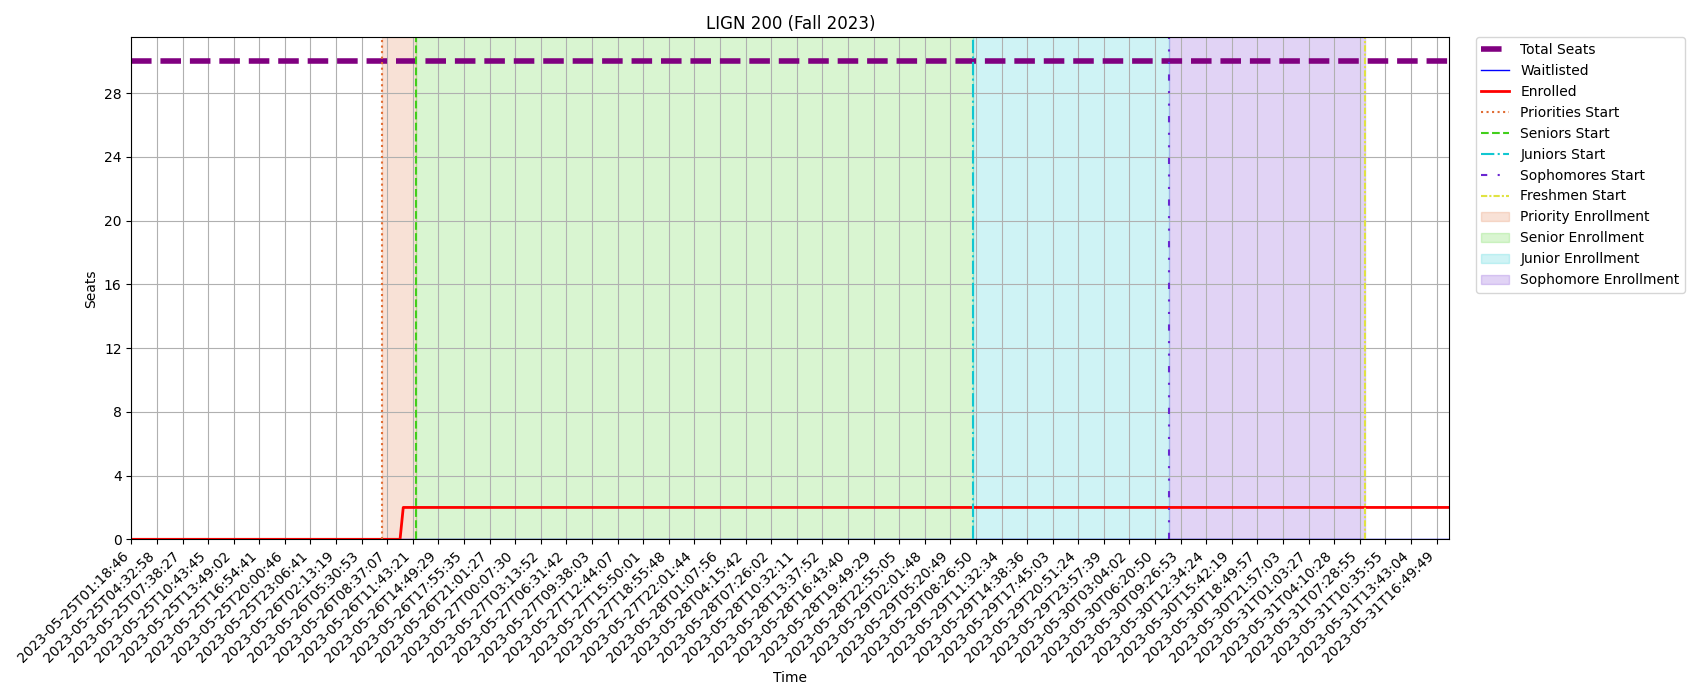 LIGN 200 (Fall 2023)
Total Seats
Waitlisted
Enrolled
Priorities Start
Seniors Start
Juniors Start
Sophomores Start
Freshmen Start
Priority Enrollment
Senior Enrollment
Junior Enrollment
Sophomore Enrollment
Seats
28
24
20
16
12
8
4
0
2023-05-25T01:18:46
2023-05-25T04:32:58
2023-05-25T07:38:27
2023-05-25T10:43:45
2023-05-25T13:49:02
2023-05-25T16:54:41
2023-05-25T20:00:46
2023-05-25T23:06:41
2023-05-26T02:13:19
2023-05-26T05:30:53
2023-05-26T08:37:07
2023-05-26T11:43:21
2023-05-26T14:49:29
2023-05-26T17:55:35
2023-05-26T21:01:27
2023-05-27T00:07:30
2023-05-27T03:13:52
2023-05-27T06:31:42
2023-05-27T09:38:03
2023-05-27T12:44:07
2023-05-27T15:50:01
2023-05-27T18:55:48
2023-05-27T22:01:44
2023-05-28T01:07:56
2023-05-28T04:15:42
2023-05-28T07:26:02
2023-05-28T10:32:11
2023-05-28T13:37:52
2023-05-28T16:43:40
2023-05-28T19:49:29
2023-05-28T22:55:05
2023-05-29T02:01:48
2023-05-29T05:20:49
2023-05-29T08:26:50
2023-05-29T11:32:34
2023-05-29T14:38:36
2023-05-29T17:45:03
2023-05-29T20:51:24
2023-05-29T23:57:39
2023-05-30T03:04:02
2023-05-30T06:20:50
2023-05-30T09:26:53
2023-05-30T12:34:24
2023-05-30T15:42:19
2023-05-30T18:49:57
2023-05-30T21:57:03
2023-05-31T01:03:27
2023-05-31T04:10:28
2023-05-31T07:28:55
2023-05-31T10:35:55
2023-05-31T13:43:04
2023-05-31T16:49:49
Time